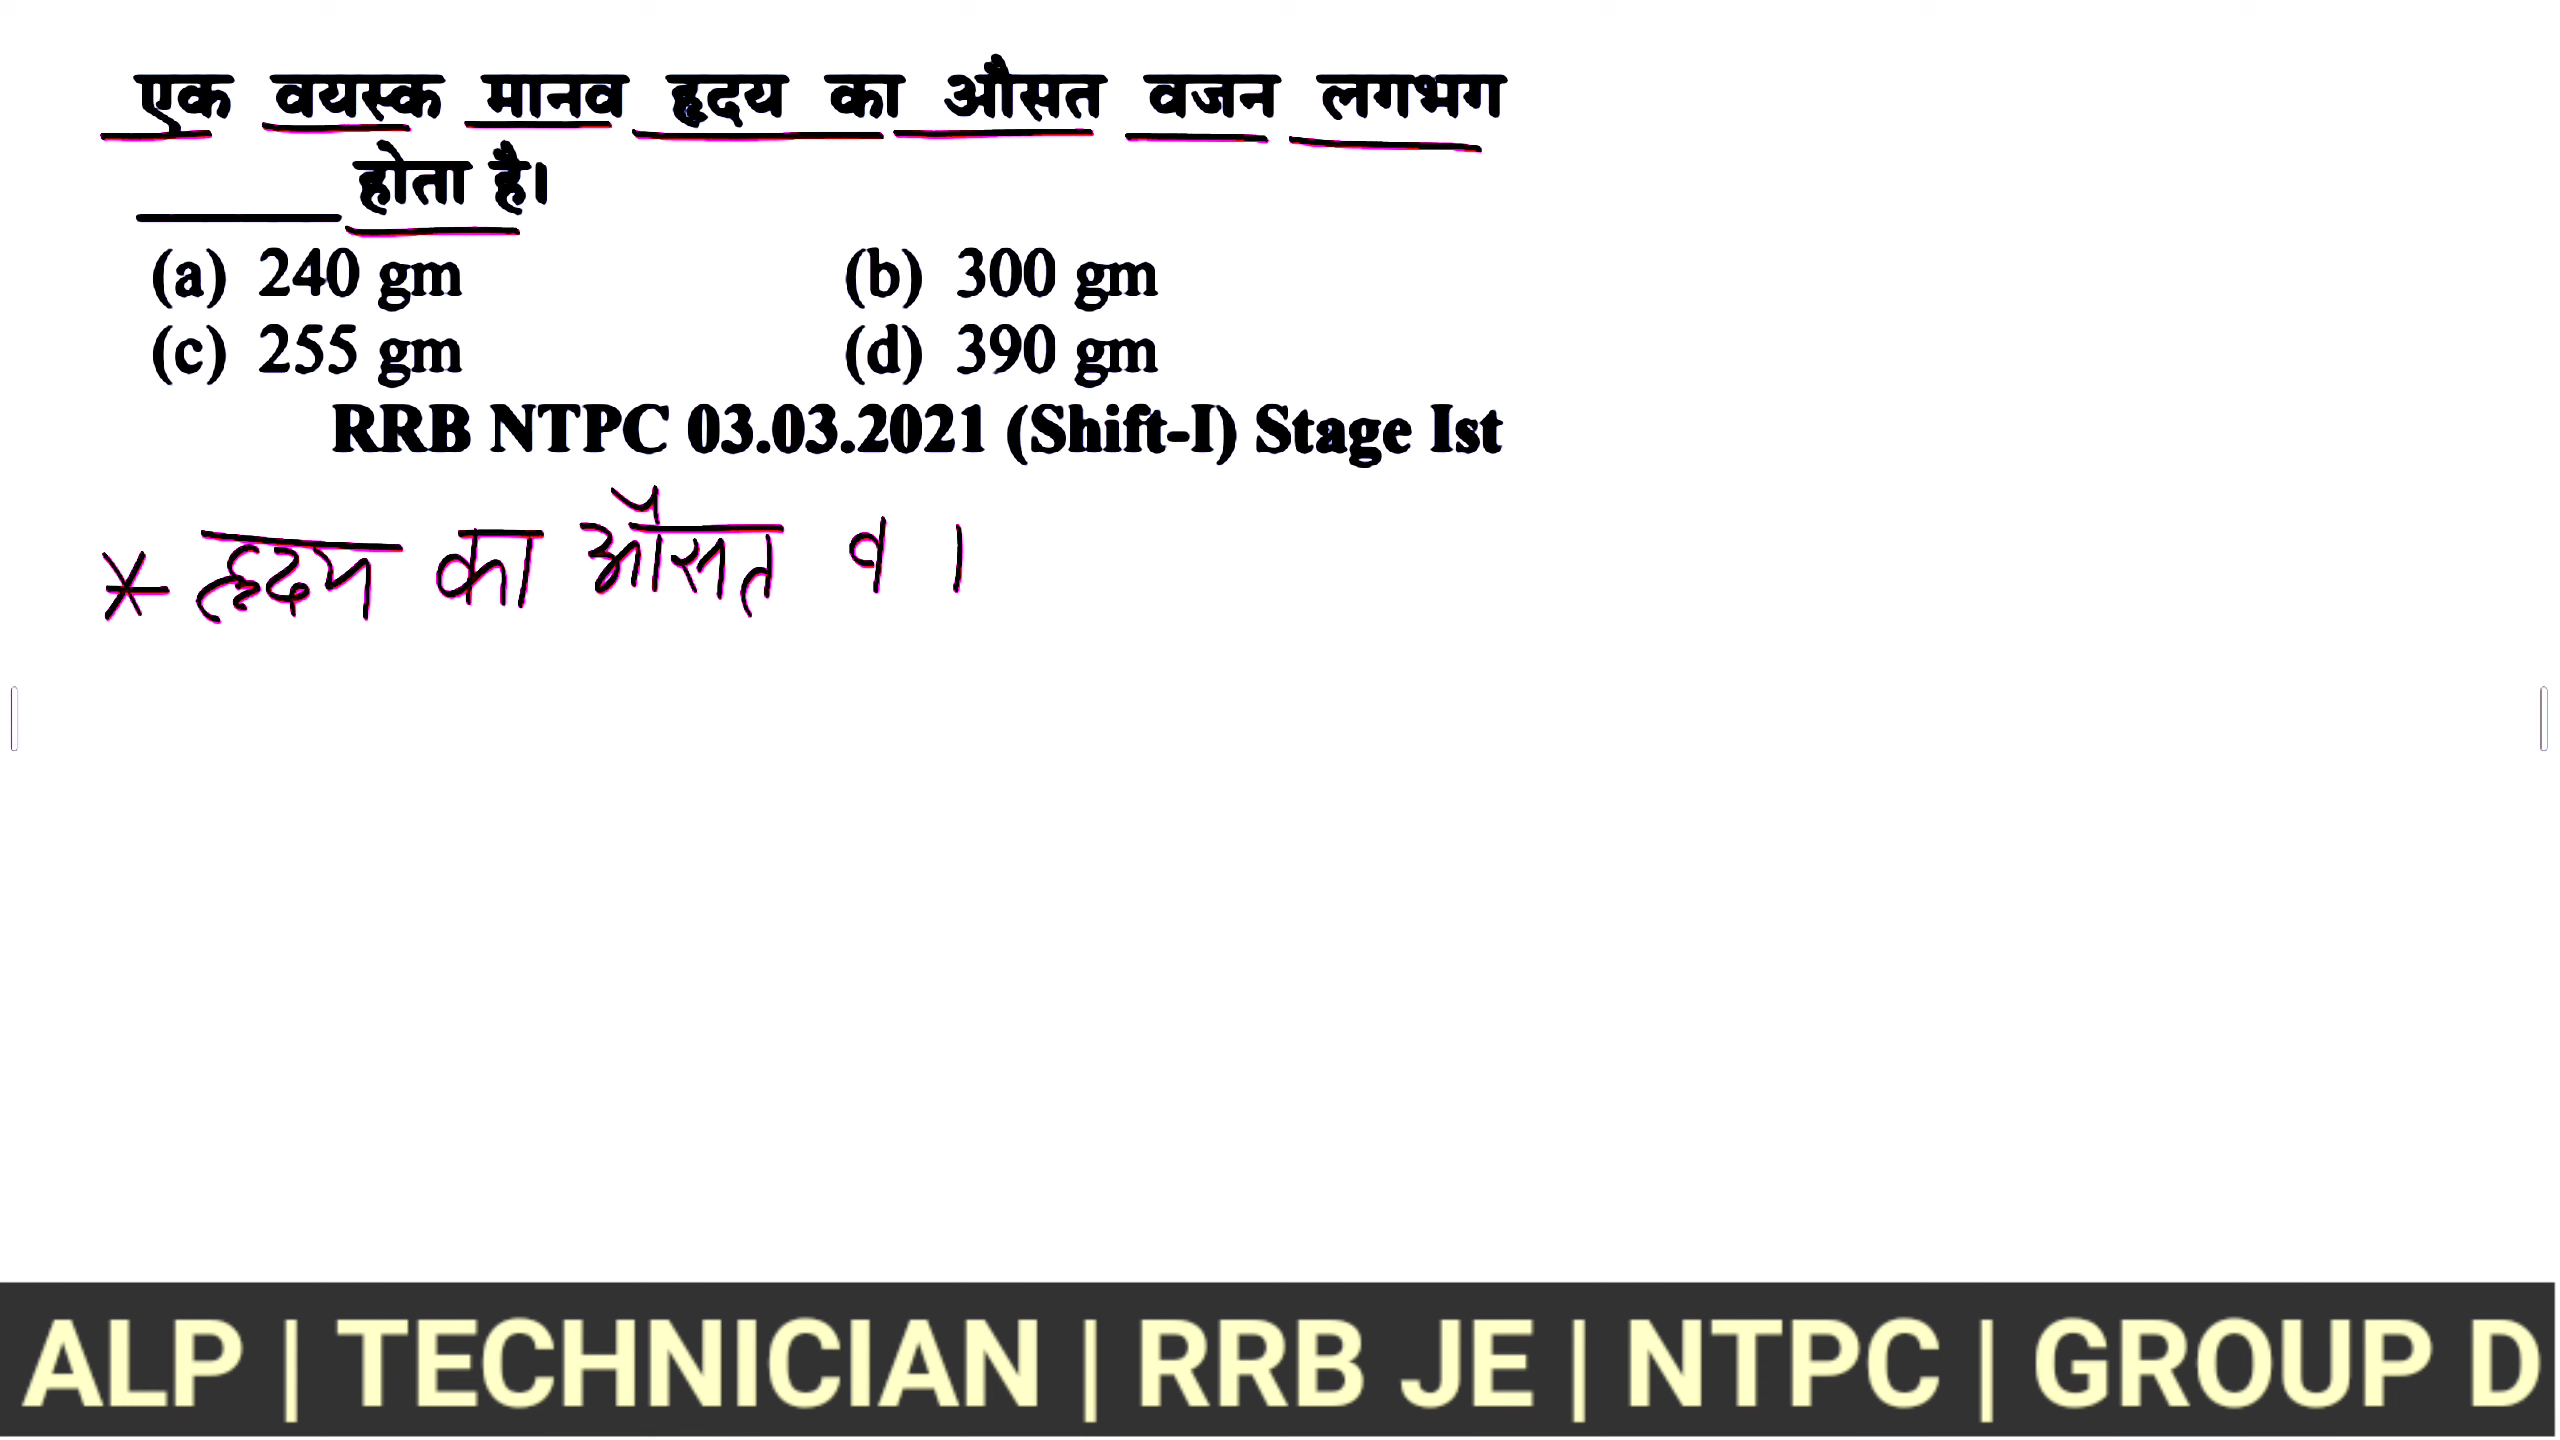 एक वयस्क मानव हृदय का औसत वजन लगभग
________ होता है।
(a) 240 gm (b) 300 gm
(c) 255 gm (d) 390 gm
RRB NTPC 03.03.2021 (Shift-I) Stage Ist
* हृदय का औसत व ।
ALP | TECHNICIAN | RRB JE | NTPC | GROUP D